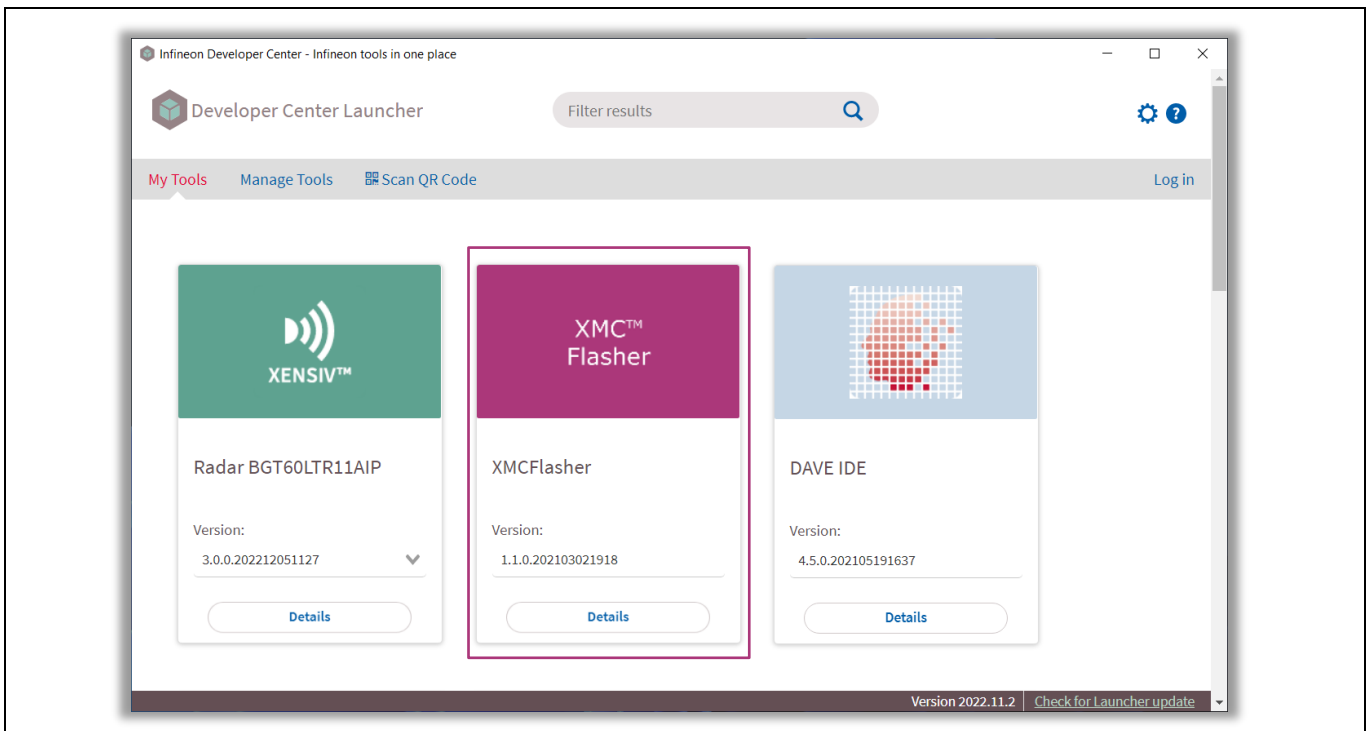 Infineon Developer Center - Infineon tools in one place
Developer Center Launcher
Filter results
?
My Tools
Manage Tools
Scan QR Code
Log in
XENSIV™
XMC™
Flasher
Radar BGT60LTR11AIP
XMCFlasher
DAVE IDE
Version:
Version:
Version:
3.0.0.202212051127
1.1.0.202103021918
4.5.0.202105191637
Details
Details
Details
Version 2022.11.2
Check for Launcher update